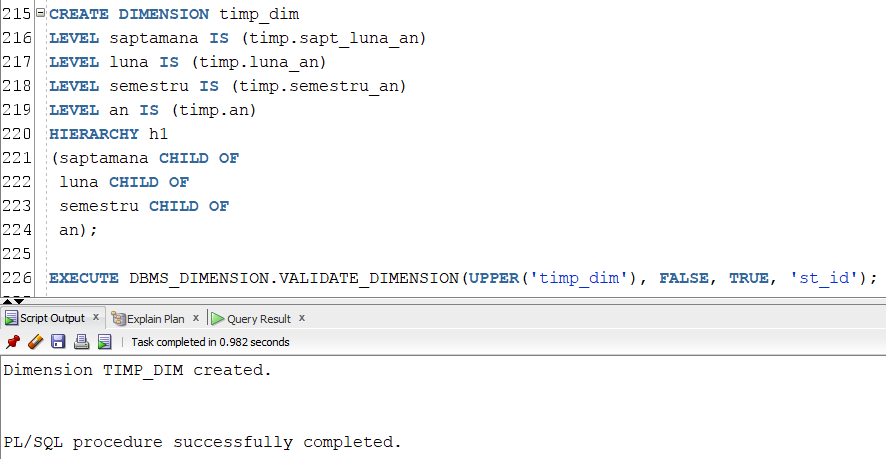 215 CREATE DIMENSION timp_dim
216 LEVEL saptamana IS (timp.sapt_luna_an)
217 LEVEL luna IS (timp.luna_an)
218 LEVEL semestru IS (timp.semestru_an)
219 LEVEL an IS (timp.an)
220 HIERARCHY h1
221 (saptamana CHILD OF
222 luna CHILD OF
223 semestru CHILD OF
224 an);
225
226 EXECUTE DBMS_DIMENSION.VALIDATE_DIMENSION(UPPER('timp_dim'), FALSE, TRUE, 'st_id');
Script Output x Explain Plan x Query Result x
Task completed in 0.982 seconds
Dimension TIMP_DIM created.
PL/SQL procedure successfully completed.